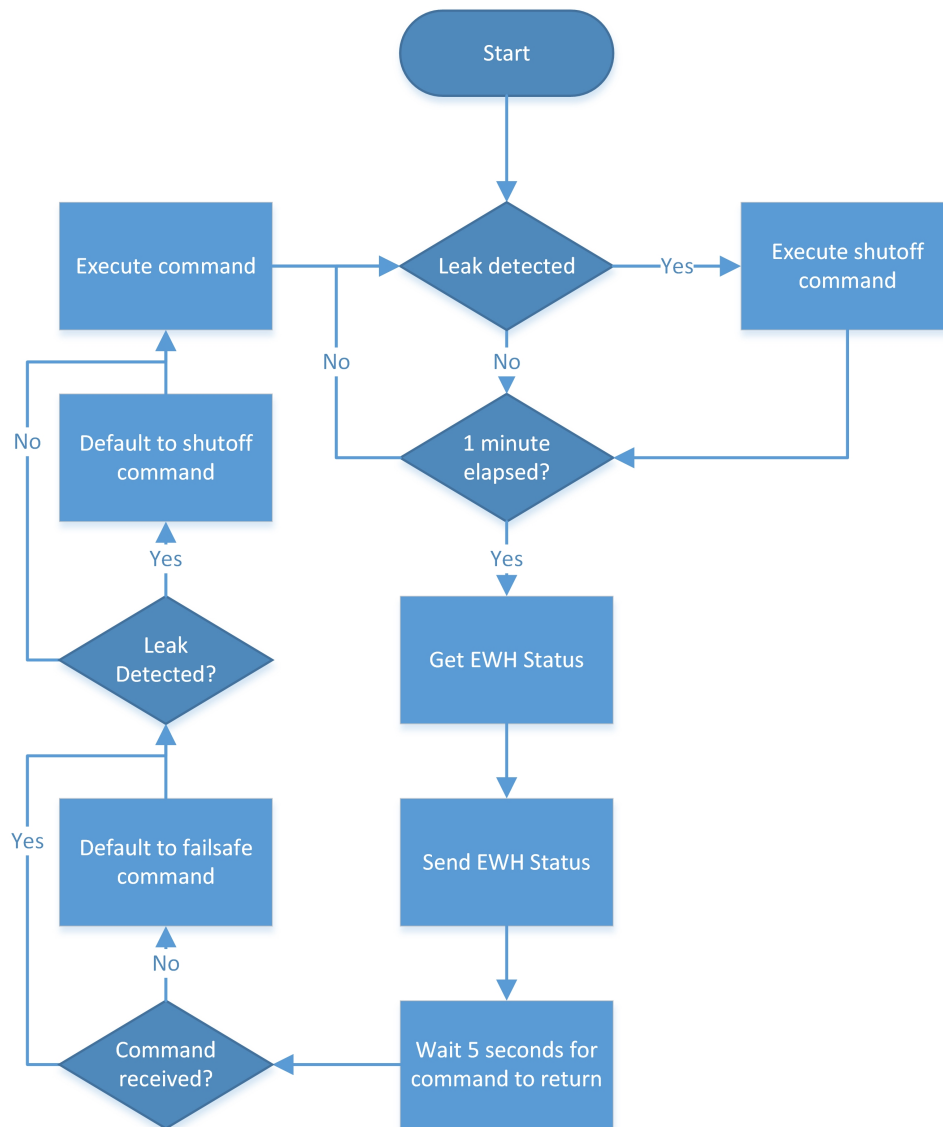 Start
Execute command
Leak detected
Yes
Execute shutoff
command
No
No
Default to shutoff
command
No
1 minute
elapsed?
Yes
Yes
Leak
Detected?
Get EWH Status
Yes
Default to failsafe
command
Send EWH Status
No
Command
received?
Wait 5 seconds for
command to return